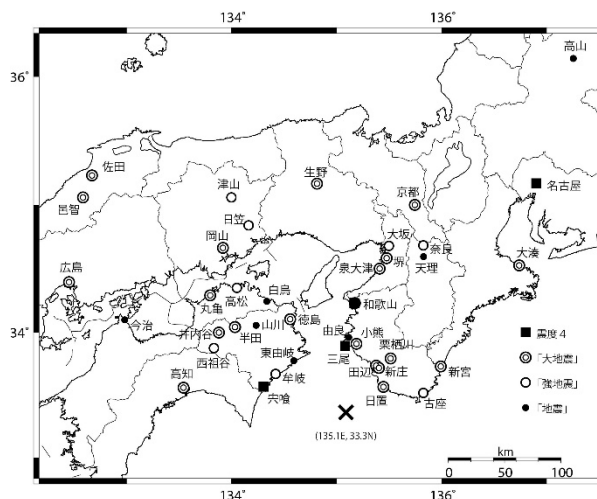 134° 136°
高山
36° 36°
佐田
生野
津山
京都
名古屋
邑智
日笠
大坂
奈良
岡山
堺
天理
大湊
広島
泉大津
白鳥
高松
丸亀
和歌山
徳島
今治
山川
由良
小熊
井内谷
半田
栗栖川
34° 34°
震度4
三尾
東由岐
西祖谷
「大地震」
田辺
新庄
新宮
牟岐
高知
「強地震」
宍喰
日置
古座
「地震」
(135.1E, 33.3N)
km
0 50 100
134° 136°